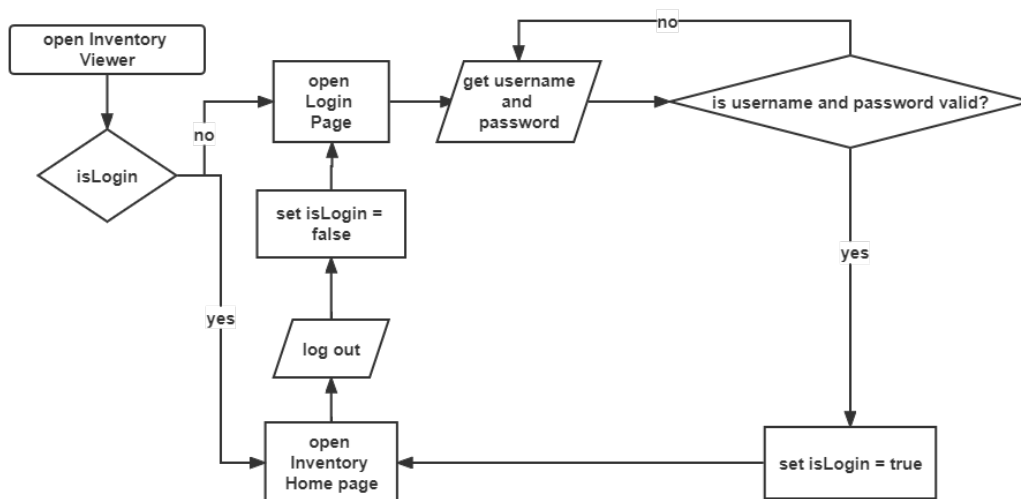 open Inventory
Viewer
isLogin
no
yes
open
Login
Page
set isLogin =
false
log out
open
Inventory
Home page
get username
and
password
no
is username and password valid?
yes
set isLogin = true